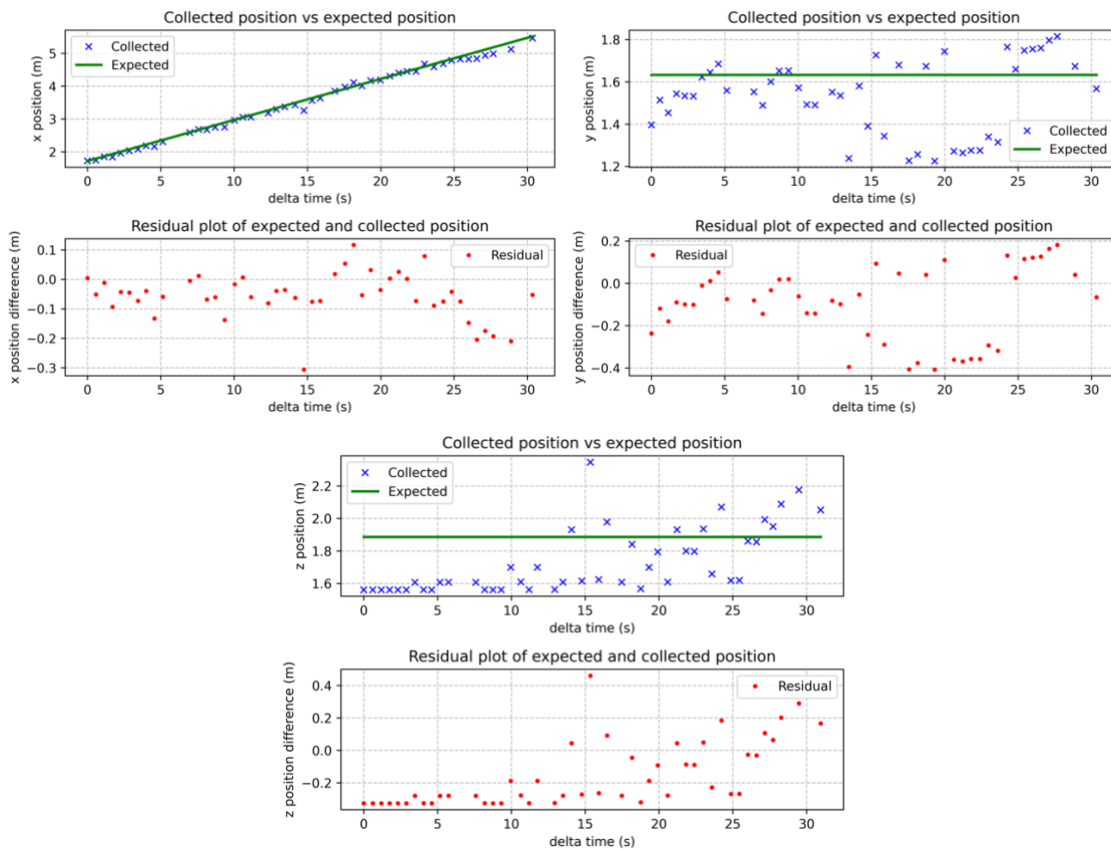 Collected position vs expected position
x position (m)
5
4
3
2
Collected
Expected
0 5 10 15 20 25 30
delta time (s)
Residual plot of expected and collected position
x position difference (m)
0.1
0.0
−0.1
−0.2
−0.3
Residual
0 5 10 15 20 25 30
delta time (s)
Collected position vs expected position
y position (m)
1.8
1.6
1.4
1.2
Collected
Expected
0 5 10 15 20 25 30
delta time (s)
Residual plot of expected and collected position
y position difference (m)
0.2
0.0
−0.2
−0.4
Residual
0 5 10 15 20 25 30
delta time (s)
Collected position vs expected position
z position (m)
2.2
2.0
1.8
1.6
Collected
Expected
0 5 10 15 20 25 30
delta time (s)
Residual plot of expected and collected position
z position difference (m)
0.4
0.2
0.0
−0.2
Residual
0 5 10 15 20 25 30
delta time (s)